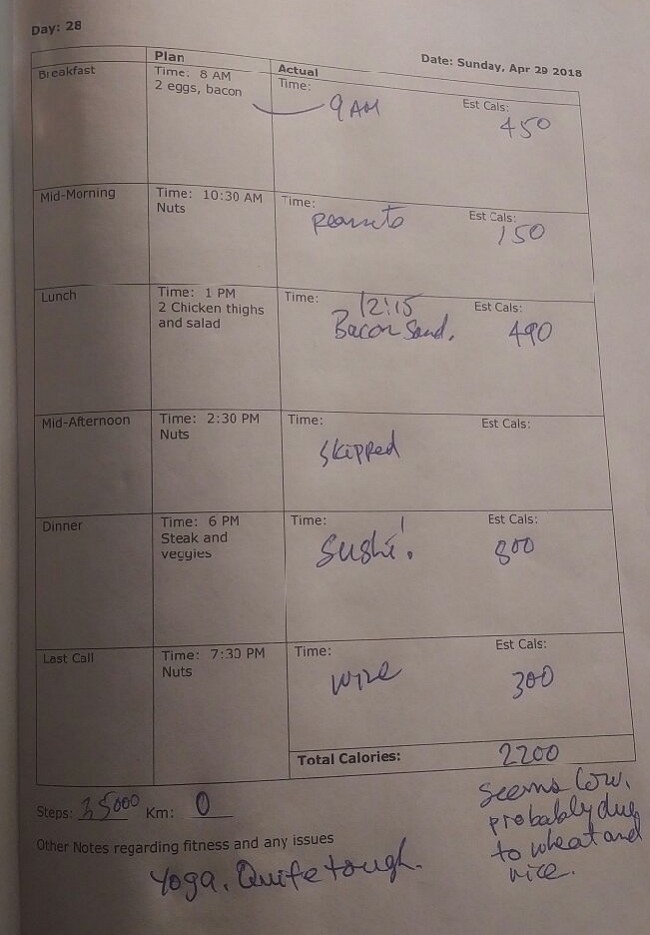 Day: 28
Date: Sunday, Apr 29 2018
Plan
Actual
Breakfast
Time: 8 AM
2 eggs, bacon
Time:
9 AM
Est Cals:
450
Mid-Morning
Time: 10:30 AM
Nuts
Time:
peanuts
Est Cals:
150
Lunch
Time: 1 PM
2 Chicken thighs
and salad
Time:
12:15
Bacon Sand.
Est Cals:
490
Mid-Afternoon
Time: 2:30 PM
Nuts
Time:
skipped
Est Cals:
Dinner
Time: 6 PM
Steak and
veggies
Time:
Sushi!
Est Cals:
800
Last Call
Time: 7:30 PM
Nuts
Time:
wine
Est Cals:
300
Total Calories:
2200
Seems low.
probably due
to wheat and
rice.
Steps: 35000 Km: 0
Other Notes regarding fitness and any issues
Yoga. Quite tough.